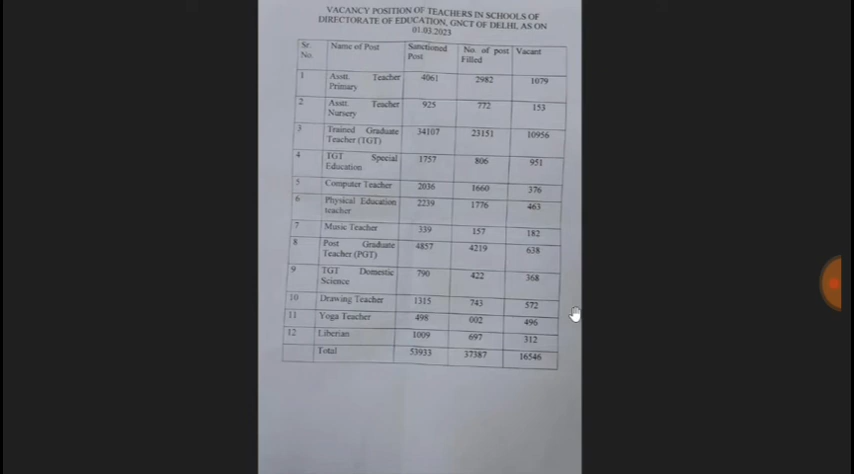 VACANCY POSITION OF TEACHERS IN SCHOOLS OF
DIRECTORATE OF EDUCATION, GNCT OF DELHI, AS ON
01.03.2023
Sr. No. Name of Post Sanctioned Post No. of post Filled Vacant
1 Asstt. Teacher Primary 4061 2982 1079
2 Asstt. Teacher Nursery 925 772 153
3 Trained Graduate Teacher (TGT) 34107 23151 10956
4 TGT Special Education 1757 806 951
5 Computer Teacher 2036 1660 376
6 Physical Education teacher 2239 1776 463
7 Music Teacher 339 157 182
8 Post Graduate Teacher (PGT) 4857 4219 638
9 TGT Domestic Science 790 422 368
10 Drawing Teacher 1315 743 572
11 Yoga Teacher 498 002 496
12 Liberian 1009 697 312
Total 53933 37387 16546